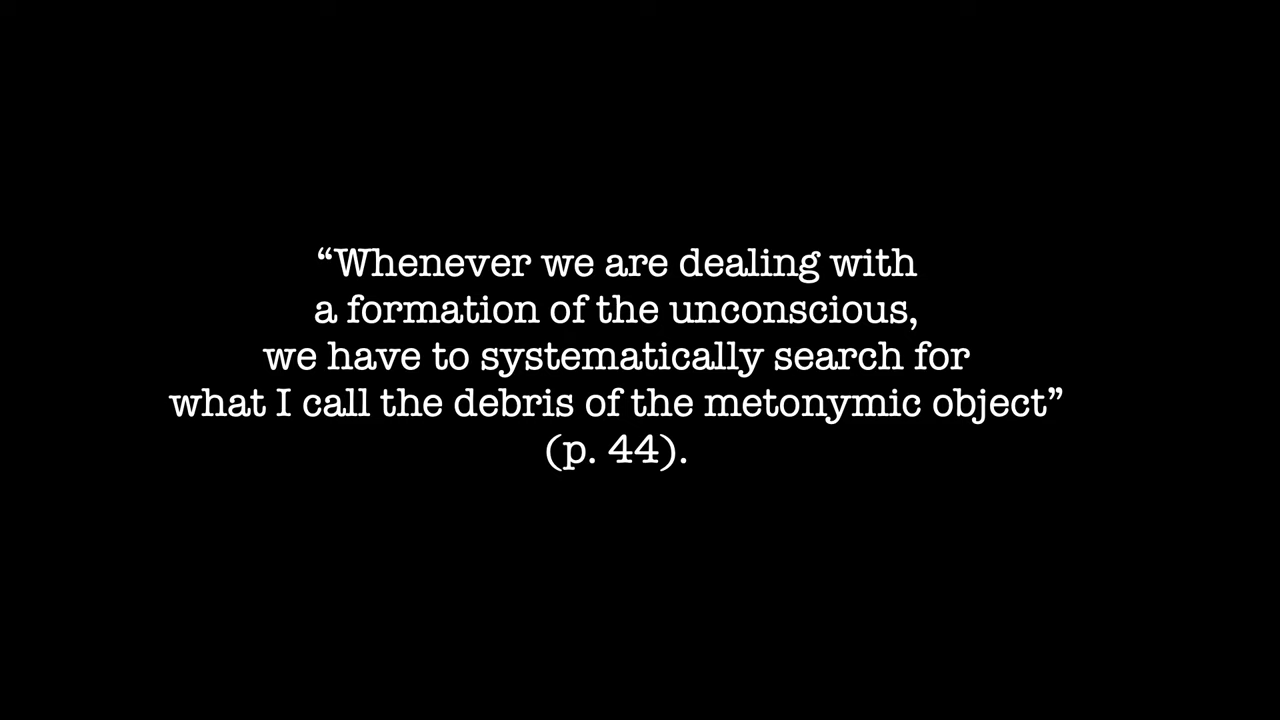 “Whenever we are dealing with
a formation of the unconscious,
we have to systematically search for
what I call the debris of the metonymic object”
(p. 44).